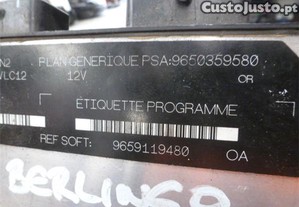 CustoJusto.pt
N2 PLAN GENERIQUE PSA:9650359580
VLC12 12V OR
ETIQUETTE PROGRAMME
REF SOFT: 9659119480 OA
BERLINGO